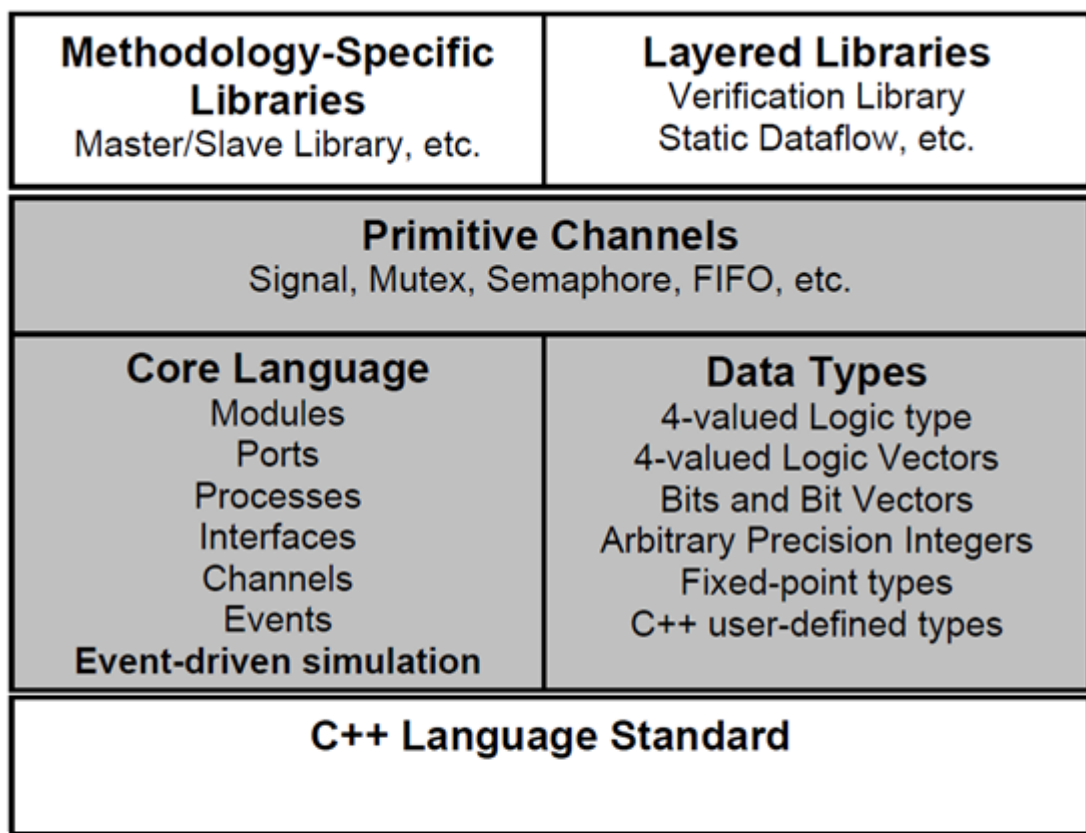 Methodology-Specific
Libraries
Master/Slave Library, etc.
Layered Libraries
Verification Library
Static Dataflow, etc.
Primitive Channels
Signal, Mutex, Semaphore, FIFO, etc.
Core Language
Modules
Ports
Processes
Interfaces
Channels
Events
Event-driven simulation
Data Types
4-valued Logic type
4-valued Logic Vectors
Bits and Bit Vectors
Arbitrary Precision Integers
Fixed-point types
C++ user-defined types
C++ Language Standard